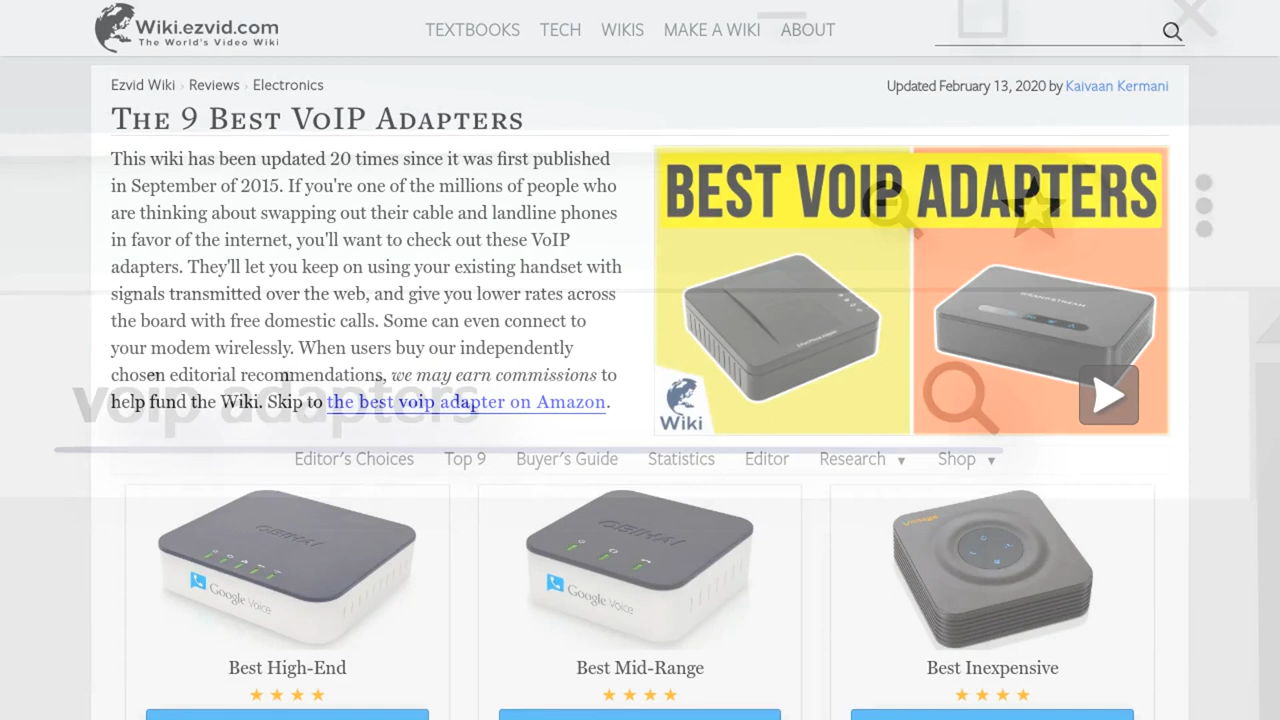 Wiki.ezvid.com
The World's Video Wiki
TEXTBOOKS TECH WIKIS MAKE A WIKI ABOUT
Ezvid Wiki › Reviews › Electronics
Updated February 13, 2020 by Kaivaan Kermani
The 9 Best VoIP Adapters
This wiki has been updated 20 times since it was first published
in September of 2015. If you're one of the millions of people who
are thinking about swapping out their cable and landline phones
in favor of the internet, you'll want to check out these VoIP
adapters. They'll let you keep on using your existing handset with
signals transmitted over the web, and give you lower rates across
the board with free domestic calls. Some can even connect to
your modem wirelessly. When users buy our independently
chosen editorial recommendations, we may earn commissions to
help fund the Wiki. Skip to the best voip adapter on Amazon.
voip adapters
BEST VOIP ADAPTERS
GRANDSTREAM
Wiki
Editor's Choices Top 9 Buyer's Guide Statistics Editor Research ▼ Shop ▼
OBIHAI
Google Voice
OBIHAI
Google Voice
Vonage
Best High-End
Best Mid-Range
Best Inexpensive